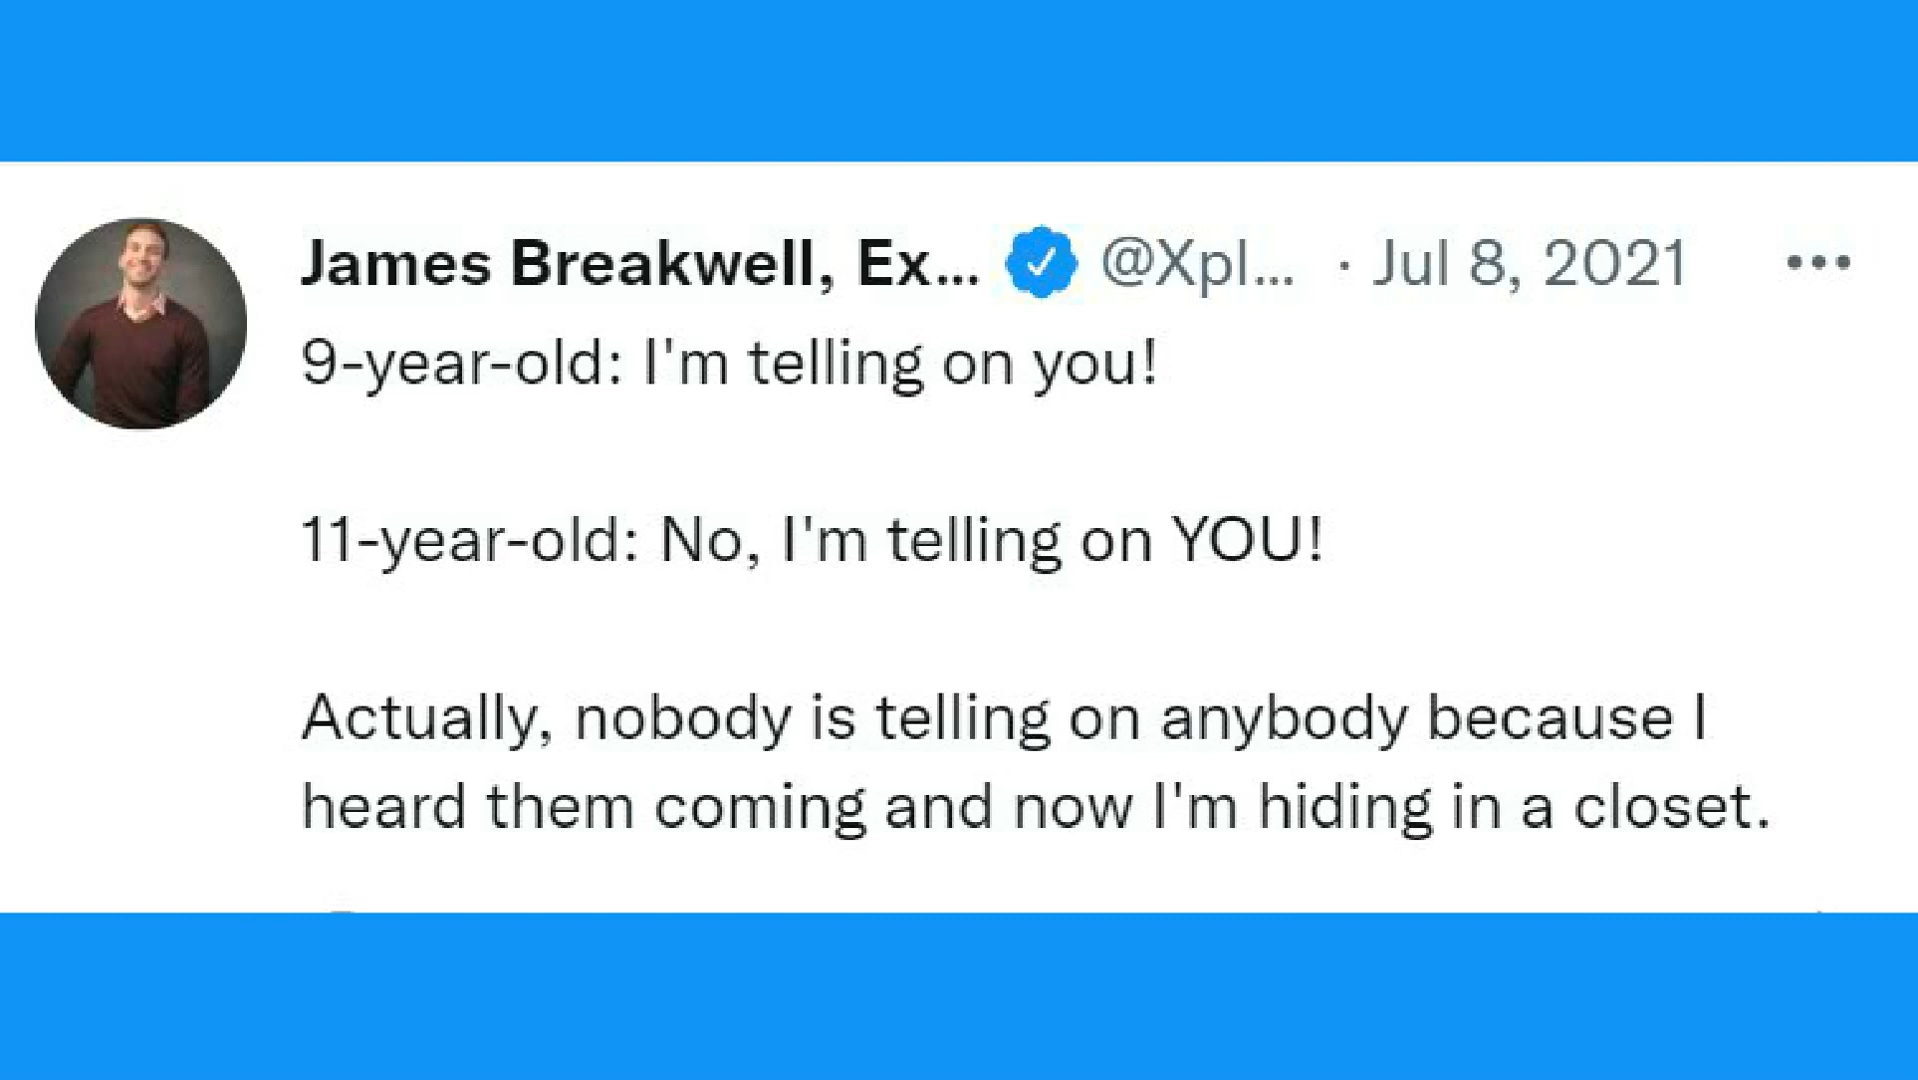 James Breakwell, Ex... @Xpl... · Jul 8, 2021 ...
9-year-old: I'm telling on you!
11-year-old: No, I'm telling on YOU!
Actually, nobody is telling on anybody because I
heard them coming and now I'm hiding in a closet.